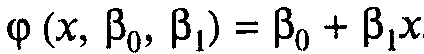 φ (x, β₀, β₁) = β₀ + β₁x.